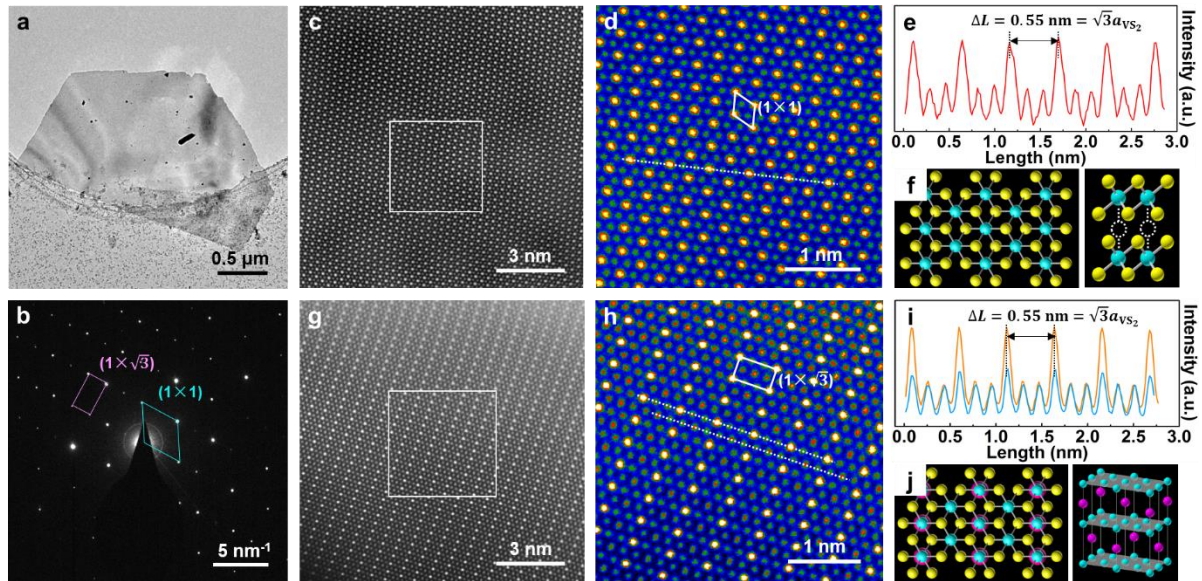 a
0.5 μm
c
3 nm
d
(1×1)
1 nm
e
ΔL = 0.55 nm = √3a_VS₂
Intensity (a.u.)
0.0 0.5 1.0 1.5 2.0 2.5 3.0
Length (nm)
f
b
(1×√3)
(1×1)
5 nm⁻¹
g
3 nm
h
(1×√3)
1 nm
i
ΔL = 0.55 nm = √3a_VS₂
Intensity (a.u.)
0.0 0.5 1.0 1.5 2.0 2.5 3.0
Length (nm)
j